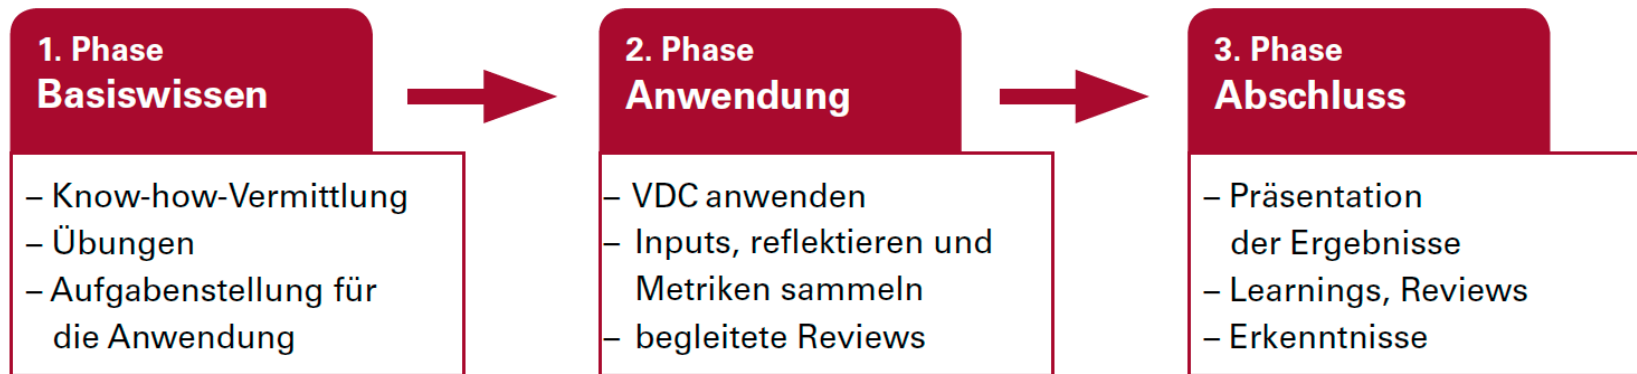 1. Phase
Basiswissen
– Know-how-Vermittlung
– Übungen
– Aufgabenstellung für
die Anwendung
2. Phase
Anwendung
– VDC anwenden
– Inputs, reflektieren und
Metriken sammeln
– begleitete Reviews
3. Phase
Abschluss
– Präsentation
der Ergebnisse
– Learnings, Reviews
– Erkenntnisse